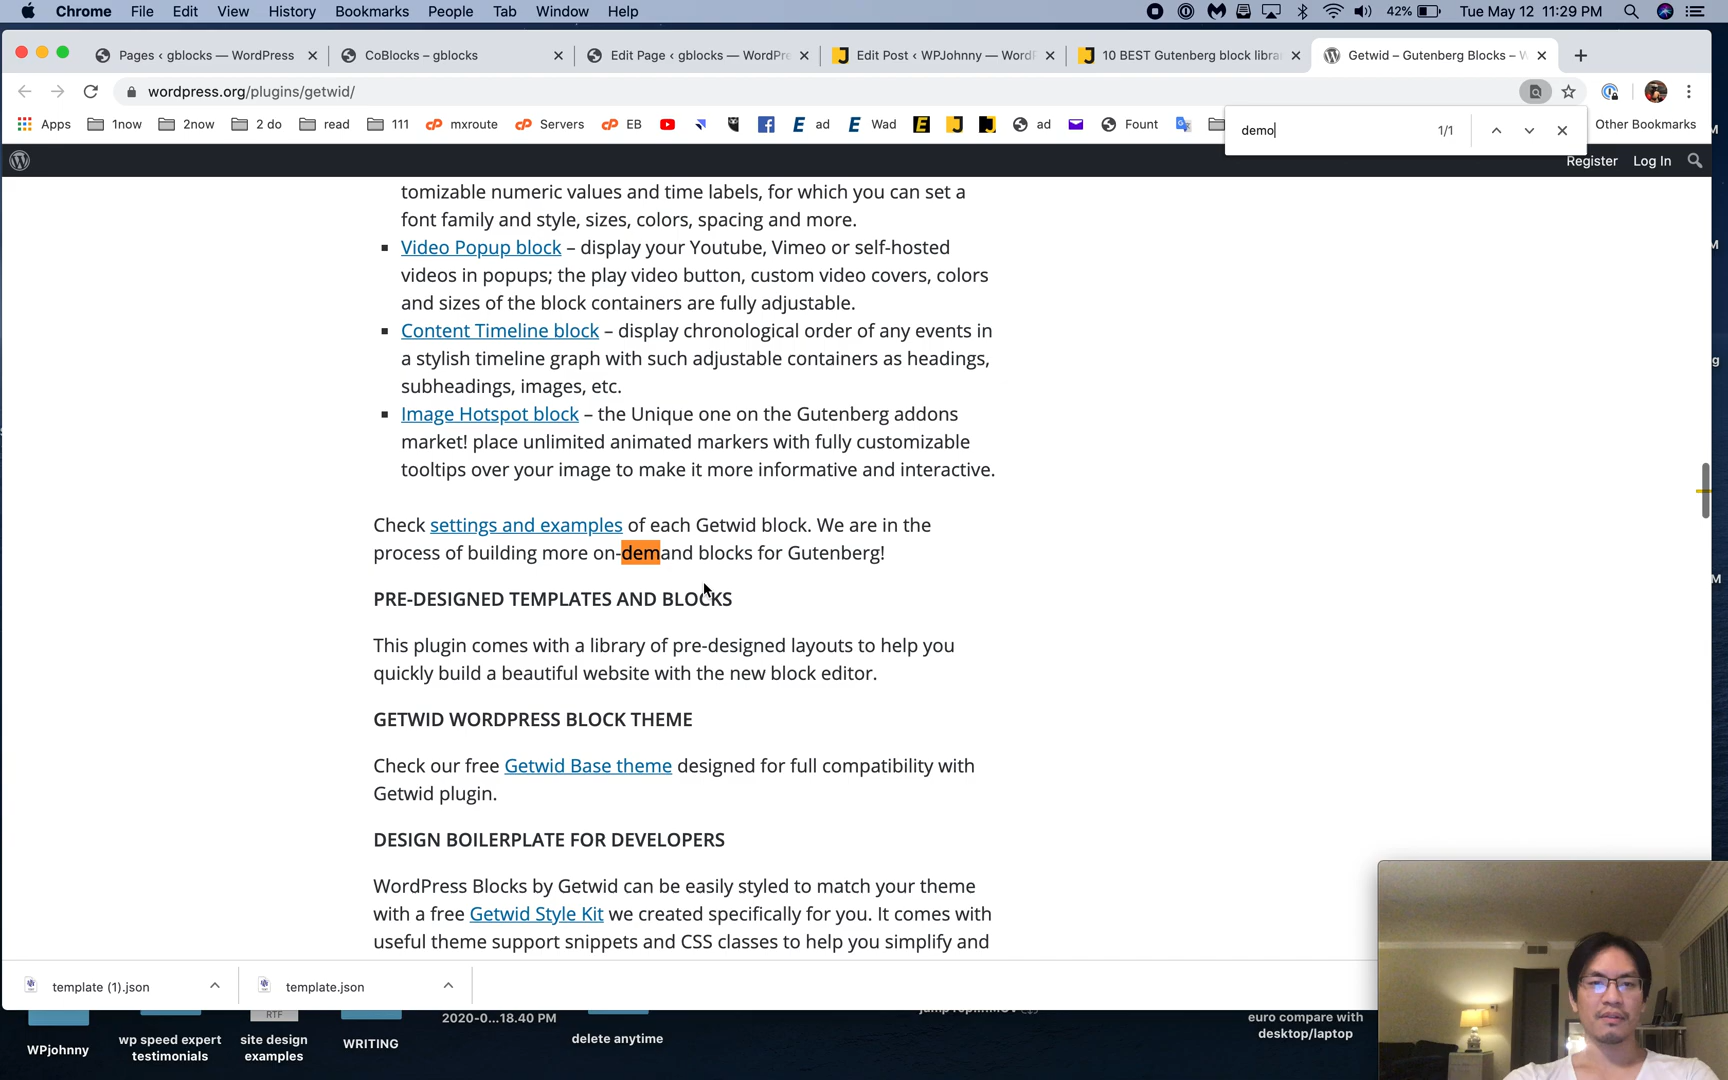 Chrome File Edit View History Bookmarks People Tab Window Help 42% Tue May 12 11:29 PM
Pages ‹ gblocks — WordPress
CoBlocks – gblocks
Edit Page ‹ gblocks — WordPre
Edit Post ‹ WPJohnny — WordP
10 BEST Gutenberg block libra
Getwid – Gutenberg Blocks – W
wordpress.org/plugins/getwid/
Apps 1now 2now 2 do read 111 mxroute Servers EB ad Wad ad Fount Other Bookmarks
demo 1/1
Register Log In
tomizable numeric values and time labels, for which you can set a
font family and style, sizes, colors, spacing and more.
Video Popup block – display your Youtube, Vimeo or self-hosted
videos in popups; the play video button, custom video covers, colors
and sizes of the block containers are fully adjustable.
Content Timeline block – display chronological order of any events in
a stylish timeline graph with such adjustable containers as headings,
subheadings, images, etc.
Image Hotspot block – the Unique one on the Gutenberg addons
market! place unlimited animated markers with fully customizable
tooltips over your image to make it more informative and interactive.
Check settings and examples of each Getwid block. We are in the
process of building more on-demand blocks for Gutenberg!
PRE-DESIGNED TEMPLATES AND BLOCKS
This plugin comes with a library of pre-designed layouts to help you
quickly build a beautiful website with the new block editor.
GETWID WORDPRESS BLOCK THEME
Check our free Getwid Base theme designed for full compatibility with
Getwid plugin.
DESIGN BOILERPLATE FOR DEVELOPERS
WordPress Blocks by Getwid can be easily styled to match your theme
with a free Getwid Style Kit we created specifically for you. It comes with
useful theme support snippets and CSS classes to help you simplify and
template (1).json
template.json
RTF
WPjohnny
wp speed expert
testimonials
site design
examples
WRITING
2020-0...18.40 PM
delete anytime
euro compare with
desktop/laptop